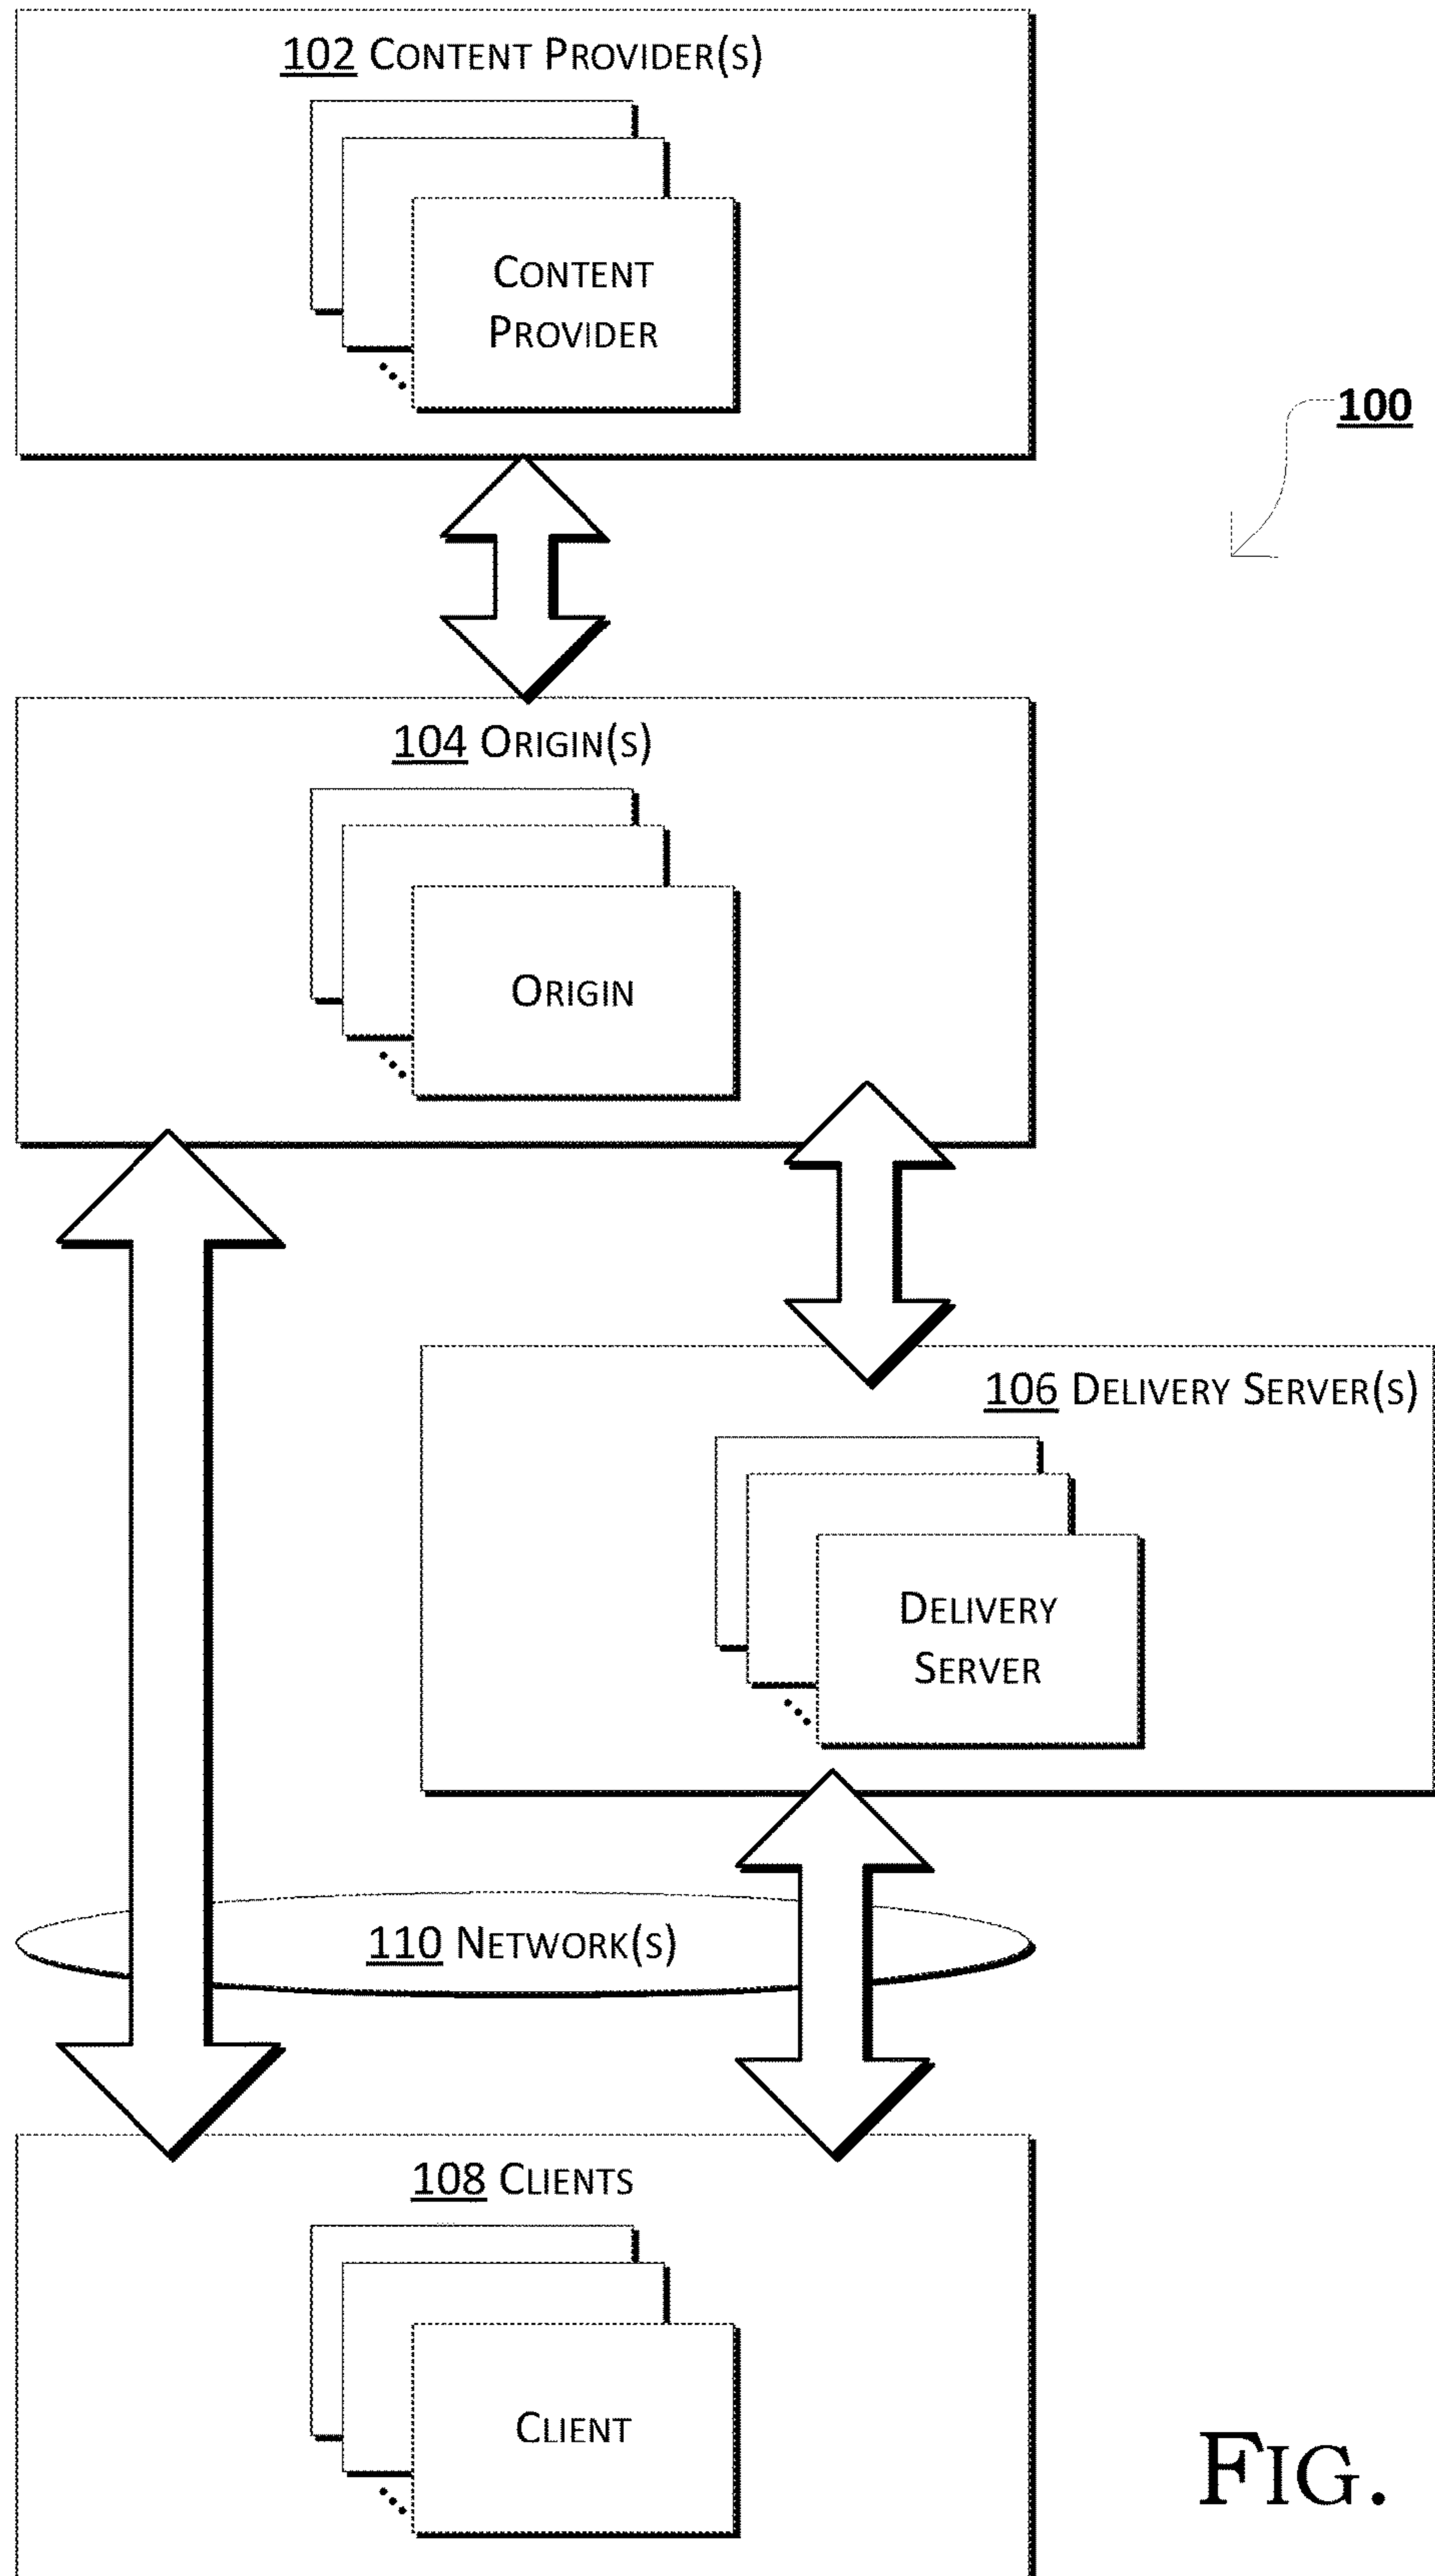 102 CONTENT PROVIDER(S)
CONTENT
PROVIDER
100
104 ORIGIN(S)
ORIGIN
106 DELIVERY SERVER(S)
DELIVERY
SERVER
110 NETWORK(S)
108 CLIENTS
CLIENT
FIG.